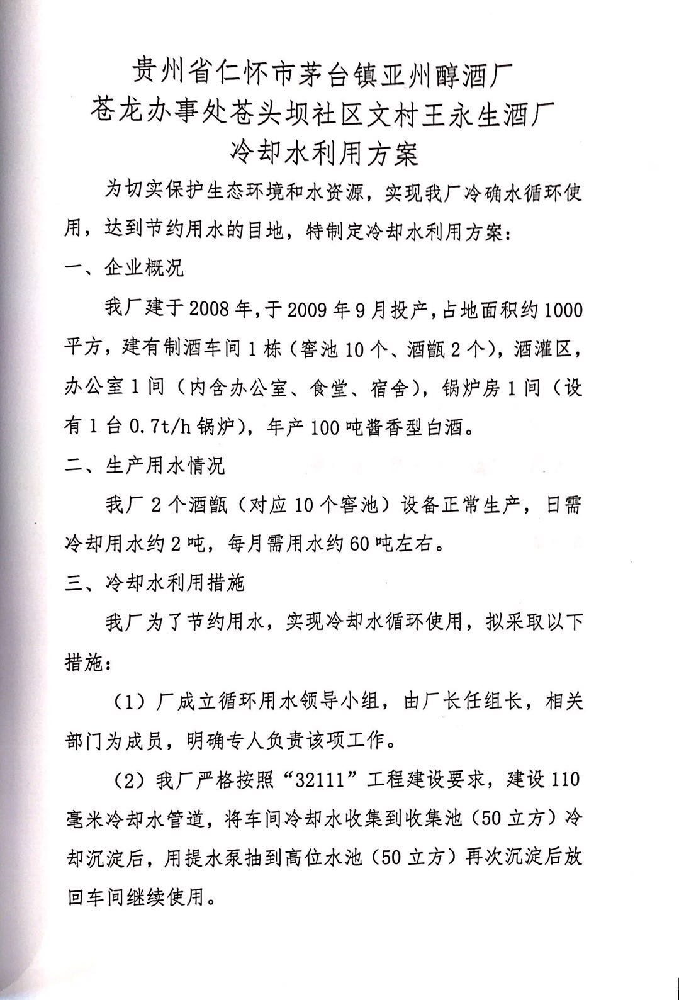 贵州省仁怀市茅台镇亚州醇酒厂
苍龙办事处苍头坝社区文村王永生酒厂
冷却水利用方案
为切实保护生态环境和水资源，实现我厂冷确水循环使
用，达到节约用水的目地，特制定冷却水利用方案：
一、企业概况
我厂建于2008年,于2009年9月投产,占地面积约1000
平方，建有制酒车间1栋（窖池10个、酒甑2个），酒灌区，
办公室1间（内含办公室、食堂、宿舍），锅炉房1间（设
有1台0.7t/h锅炉），年产100吨酱香型白酒。
二、生产用水情况
我厂2个酒甑（对应10个窖池）设备正常生产，日需
冷却用水约2吨，每月需用水约60吨左右。
三、冷却水利用措施
我厂为了节约用水，实现冷却水循环使用，拟采取以下
措施：
（1）厂成立循环用水领导小组，由厂长任组长，相关
部门为成员，明确专人负责该项工作。
（2）我厂严格按照“32111”工程建设要求，建设110
毫米冷却水管道，将车间冷却水收集到收集池（50立方）冷
却沉淀后，用提水泵抽到高位水池（50立方）再次沉淀后放
回车间继续使用。